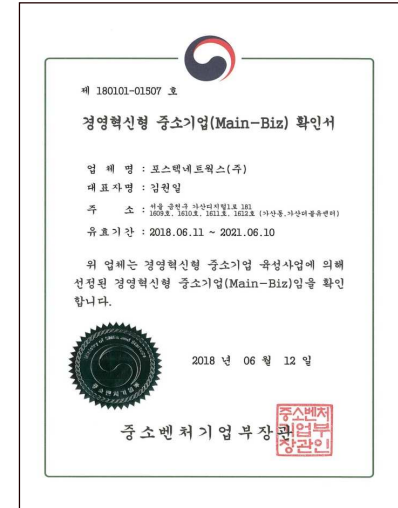 제 180101-01507 호
경영혁신형 중소기업(Main-Biz) 확인서
업 체 명 : 포스텍네트웍스(주)
대표자명 : 김원일
주 소 : 서울 금천구 가산디지털1로 181
1609호, 1610호, 1611호, 1612호 (가산동,가산더블유센터)
유효기간 : 2018.06.11 ~ 2021.06.10
위 업체는 경영혁신형 중소기업 육성사업에 의해
선정된 경영혁신형 중소기업(Main-Biz)임을 확인
합니다.
2018 년 06 월 12 일
중소벤처기업부장관
중소벤처
기업부
장관인